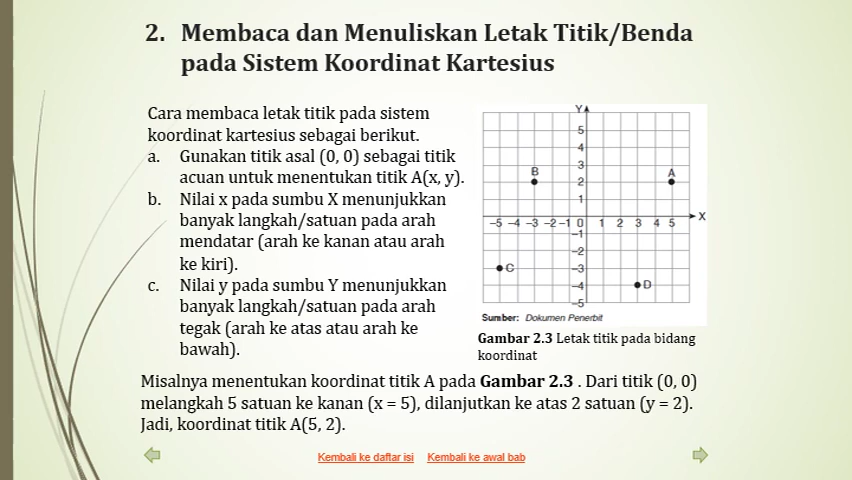 2. Membaca dan Menuliskan Letak Titik/Benda
pada Sistem Koordinat Kartesius
Cara membaca letak titik pada sistem
koordinat kartesius sebagai berikut.
a. Gunakan titik asal (0, 0) sebagai titik
acuan untuk menentukan titik A(x, y).
b. Nilai x pada sumbu X menunjukkan
banyak langkah/satuan pada arah
mendatar (arah ke kanan atau arah
ke kiri).
c. Nilai y pada sumbu Y menunjukkan
banyak langkah/satuan pada arah
tegak (arah ke atas atau arah ke
bawah).
Y
5
4
3
B
A
2
1
X
–5 –4 –3 –2 –1 0 1 2 3 4 5
–1
–2
C
–3
–4
D
–5
Sumber: Dokumen Penerbit
Gambar 2.3 Letak titik pada bidang
koordinat
Misalnya menentukan koordinat titik A pada Gambar 2.3 . Dari titik (0, 0)
melangkah 5 satuan ke kanan (x = 5), dilanjutkan ke atas 2 satuan (y = 2).
Jadi, koordinat titik A(5, 2).
Kembali ke daftar isi Kembali ke awal bab